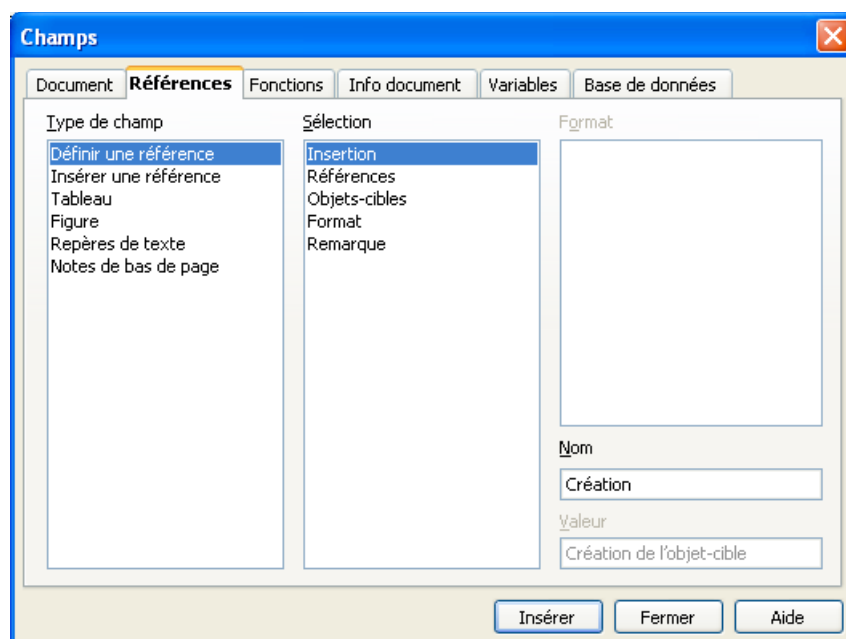 Champs
Document Références Fonctions Info document Variables Base de données
Type de champ
Définir une référence
Insérer une référence
Tableau
Figure
Repères de texte
Notes de bas de page
Sélection
Insertion
Références
Objets-cibles
Format
Remarque
Format
Nom
Création
Valeur
Création de l'objet-cible
Insérer Fermer Aide